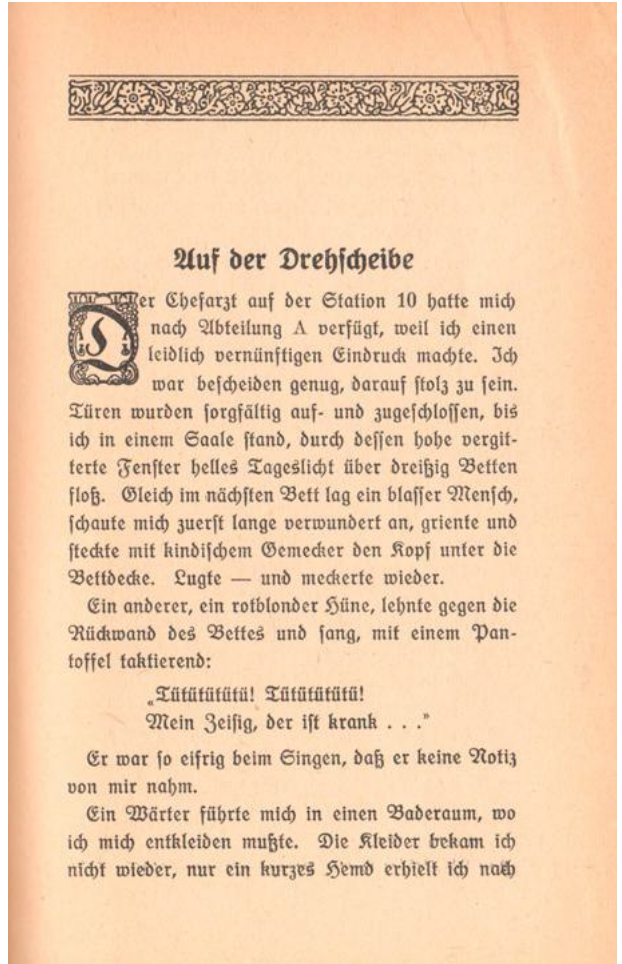 Auf der Drehscheibe
Der Chefarzt auf der Station 10 hatte mich
nach Abteilung A verfügt, weil ich einen
leidlich vernünftigen Eindruck machte. Ich
war bescheiden genug, darauf stolz zu sein.
Türen wurden sorgfältig auf- und zugeschlossen, bis
ich in einem Saale stand, durch dessen hohe vergit-
terte Fenster helles Tageslicht über dreißig Betten
floß. Gleich im nächsten Bett lag ein blasser Mensch,
schaute mich zuerst lange verwundert an, griente und
steckte mit kindischem Gemecker den Kopf unter die
Bettdecke. Lugte — und meckerte wieder.
Ein anderer, ein rotblonder Hüne, lehnte gegen die
Rückwand des Bettes und sang, mit einem Pan-
toffel taktierend:
„Tütütütütü! Tütütütütü!
Mein Zeisig, der ist krank . . .“
Er war so eifrig beim Singen, daß er keine Notiz
von mir nahm.
Ein Wärter führte mich in einen Baderaum, wo
ich mich entkleiden mußte. Die Kleider bekam ich
nicht wieder, nur ein kurzes Hemd erhielt ich nach